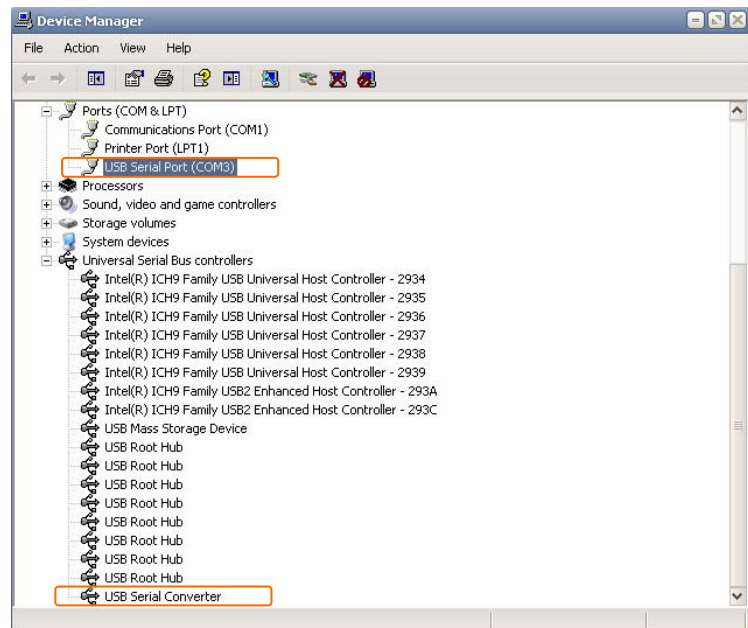 Device Manager
File Action View Help
Ports (COM & LPT)
Communications Port (COM1)
Printer Port (LPT1)
USB Serial Port (COM3)
Processors
Sound, video and game controllers
Storage volumes
System devices
Universal Serial Bus controllers
Intel(R) ICH9 Family USB Universal Host Controller - 2934
Intel(R) ICH9 Family USB Universal Host Controller - 2935
Intel(R) ICH9 Family USB Universal Host Controller - 2936
Intel(R) ICH9 Family USB Universal Host Controller - 2937
Intel(R) ICH9 Family USB Universal Host Controller - 2938
Intel(R) ICH9 Family USB Universal Host Controller - 2939
Intel(R) ICH9 Family USB2 Enhanced Host Controller - 293A
Intel(R) ICH9 Family USB2 Enhanced Host Controller - 293C
USB Mass Storage Device
USB Root Hub
USB Root Hub
USB Root Hub
USB Root Hub
USB Root Hub
USB Root Hub
USB Root Hub
USB Root Hub
USB Serial Converter